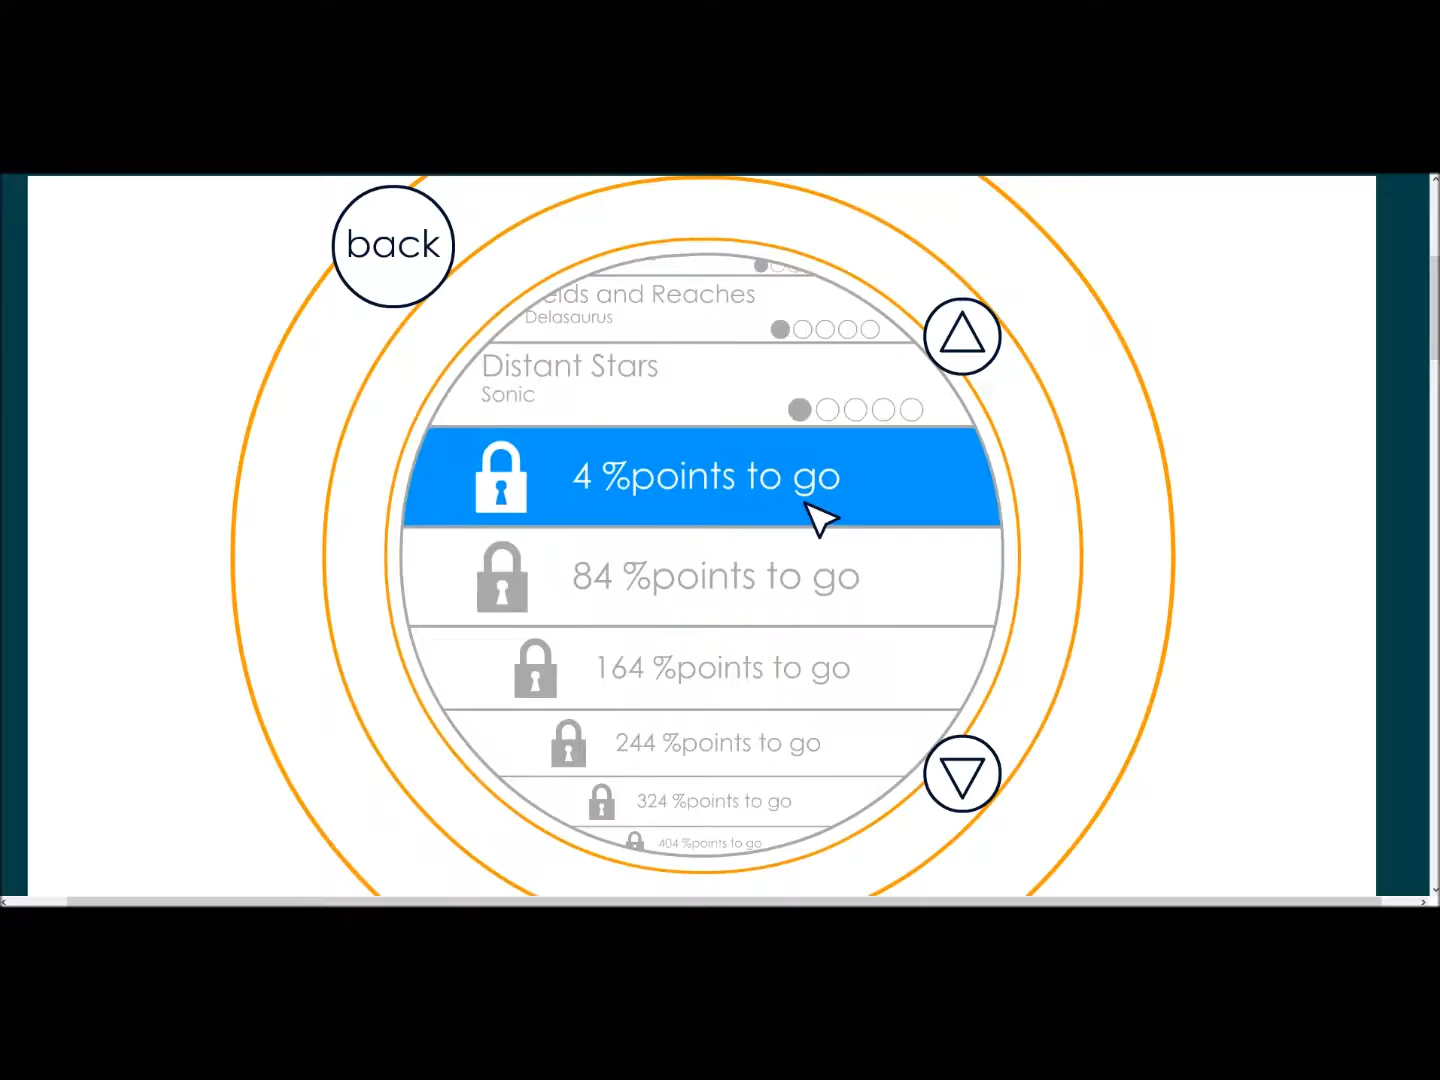 back
elds and Reaches
Delasaurus
Distant Stars
Sonic
4 %points to go
84 %points to go
164 %points to go
244 %points to go
324 %points to go
404 %points to go